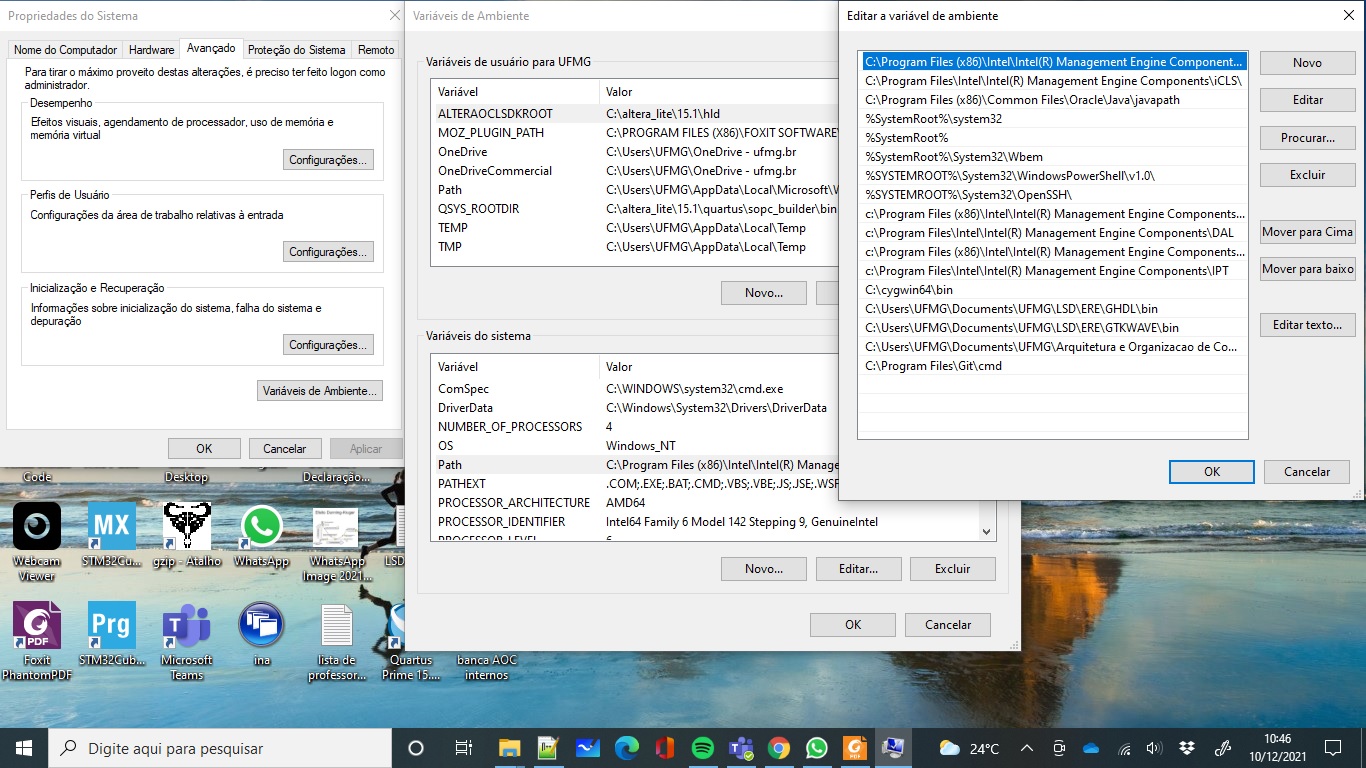 Propriedades do Sistema
Nome do Computador
Hardware
Avançado
Proteção do Sistema
Remoto
Para tirar o máximo proveito destas alterações, é preciso ter feito logon como
administrador.
Desempenho
Efeitos visuais, agendamento de processador, uso de memória e
memória virtual
Configurações...
Perfis de Usuário
Configurações da área de trabalho relativas à entrada
Configurações...
Inicialização e Recuperação
Informações sobre inicialização do sistema, falha do sistema e
depuração
Configurações...
Variáveis de Ambiente...
OK
Cancelar
Aplicar
Variáveis de Ambiente
Variáveis de usuário para UFMG
Variável Valor
ALTERAOCLSDKROOT C:\altera_lite\15.1\hld
MOZ_PLUGIN_PATH C:\PROGRAM FILES (X86)\FOXIT SOFTWARE
OneDrive C:\Users\UFMG\OneDrive - ufmg.br
OneDriveCommercial C:\Users\UFMG\OneDrive - ufmg.br
Path C:\Users\UFMG\AppData\Local\Microsoft\W
QSYS_ROOTDIR C:\altera_lite\15.1\quartus\sopc_builder\bin
TEMP C:\Users\UFMG\AppData\Local\Temp
TMP C:\Users\UFMG\AppData\Local\Temp
Novo...
Variáveis do sistema
Variável Valor
ComSpec C:\WINDOWS\system32\cmd.exe
DriverData C:\Windows\System32\Drivers\DriverData
NUMBER_OF_PROCESSORS 4
OS Windows_NT
Path C:\Program Files (x86)\Intel\Intel(R) Manage
PATHEXT .COM;.EXE;.BAT;.CMD;.VBS;.VBE;.JS;.JSE;.WSF
PROCESSOR_ARCHITECTURE AMD64
PROCESSOR_IDENTIFIER Intel64 Family 6 Model 142 Stepping 9, GenuineIntel
PROCESSOR_LEVEL 6
Novo...
Editar...
Excluir
OK
Cancelar
Editar a variável de ambiente
C:\Program Files (x86)\Intel\Intel(R) Management Engine Component...
C:\Program Files\Intel\Intel(R) Management Engine Components\iCLS\
C:\Program Files (x86)\Common Files\Oracle\Java\javapath
%SystemRoot%\system32
%SystemRoot%
%SystemRoot%\System32\Wbem
%SYSTEMROOT%\System32\WindowsPowerShell\v1.0\
%SYSTEMROOT%\System32\OpenSSH\
c:\Program Files (x86)\Intel\Intel(R) Management Engine Components...
c:\Program Files\Intel\Intel(R) Management Engine Components\DAL
c:\Program Files (x86)\Intel\Intel(R) Management Engine Components...
c:\Program Files\Intel\Intel(R) Management Engine Components\IPT
C:\cygwin64\bin
C:\Users\UFMG\Documents\UFMG\LSD\ERE\GHDL\bin
C:\Users\UFMG\Documents\UFMG\LSD\ERE\GTKWAVE\bin
C:\Users\UFMG\Documents\UFMG\Arquitetura e Organizacao de Co...
C:\Program Files\Git\cmd
Novo
Editar
Procurar...
Excluir
Mover para Cima
Mover para baixo
Editar texto...
OK
Cancelar
Code
Desktop
Declaração...
MX
Webcam
Viewer
STM32Cu...
gzip - Atalho
WhatsApp
WhatsApp
Image 2021...
LSD
PDF
Prg
Foxit
PhantomPDF
STM32Cub...
Microsoft
Teams
ina
lista de
professor...
Quartus
Prime 15....
banca AOC
internos
Digite aqui para pesquisar
24°C
10:46
10/12/2021